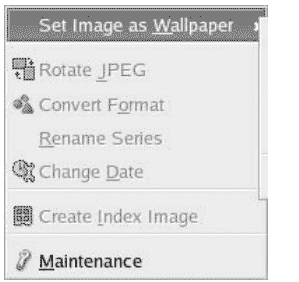 Set Image as Wallpaper
Rotate JPEG
Convert Format
Rename Series
Change Date
Create Index Image
Maintenance